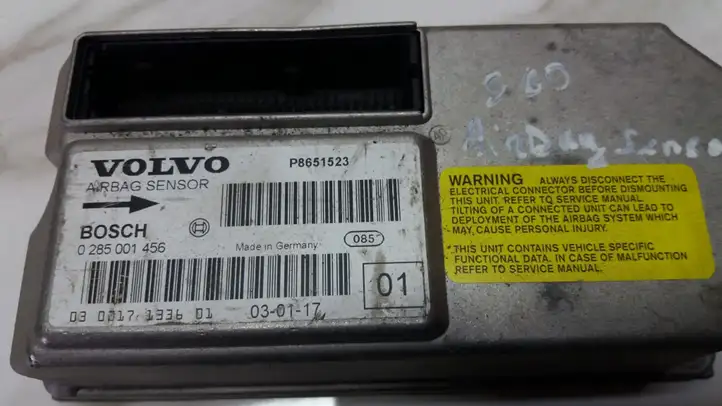 VOLVO
P8651523
AIRBAG SENSOR
BOSCH
0 285 001 456
Made in Germany
085
03 0017 1336 01
03-01-17
01
S60
Airbag Sensor
WARNING ALWAYS DISCONNECT THE
ELECTRICAL CONNECTOR BEFORE DISMOUNTING
THIS UNIT. REFER TO SERVICE MANUAL.
TILTING OF A CONNECTED UNIT CAN LEAD TO
DEPLOYMENT OF THE AIRBAG SYSTEM WHICH
MAY, CAUSE PERSONAL INJURY.
THIS UNIT CONTAINS VEHICLE SPECIFIC
FUNCTIONAL DATA. IN CASE OF MALFUNCTION
REFER TO SERVICE MANUAL.